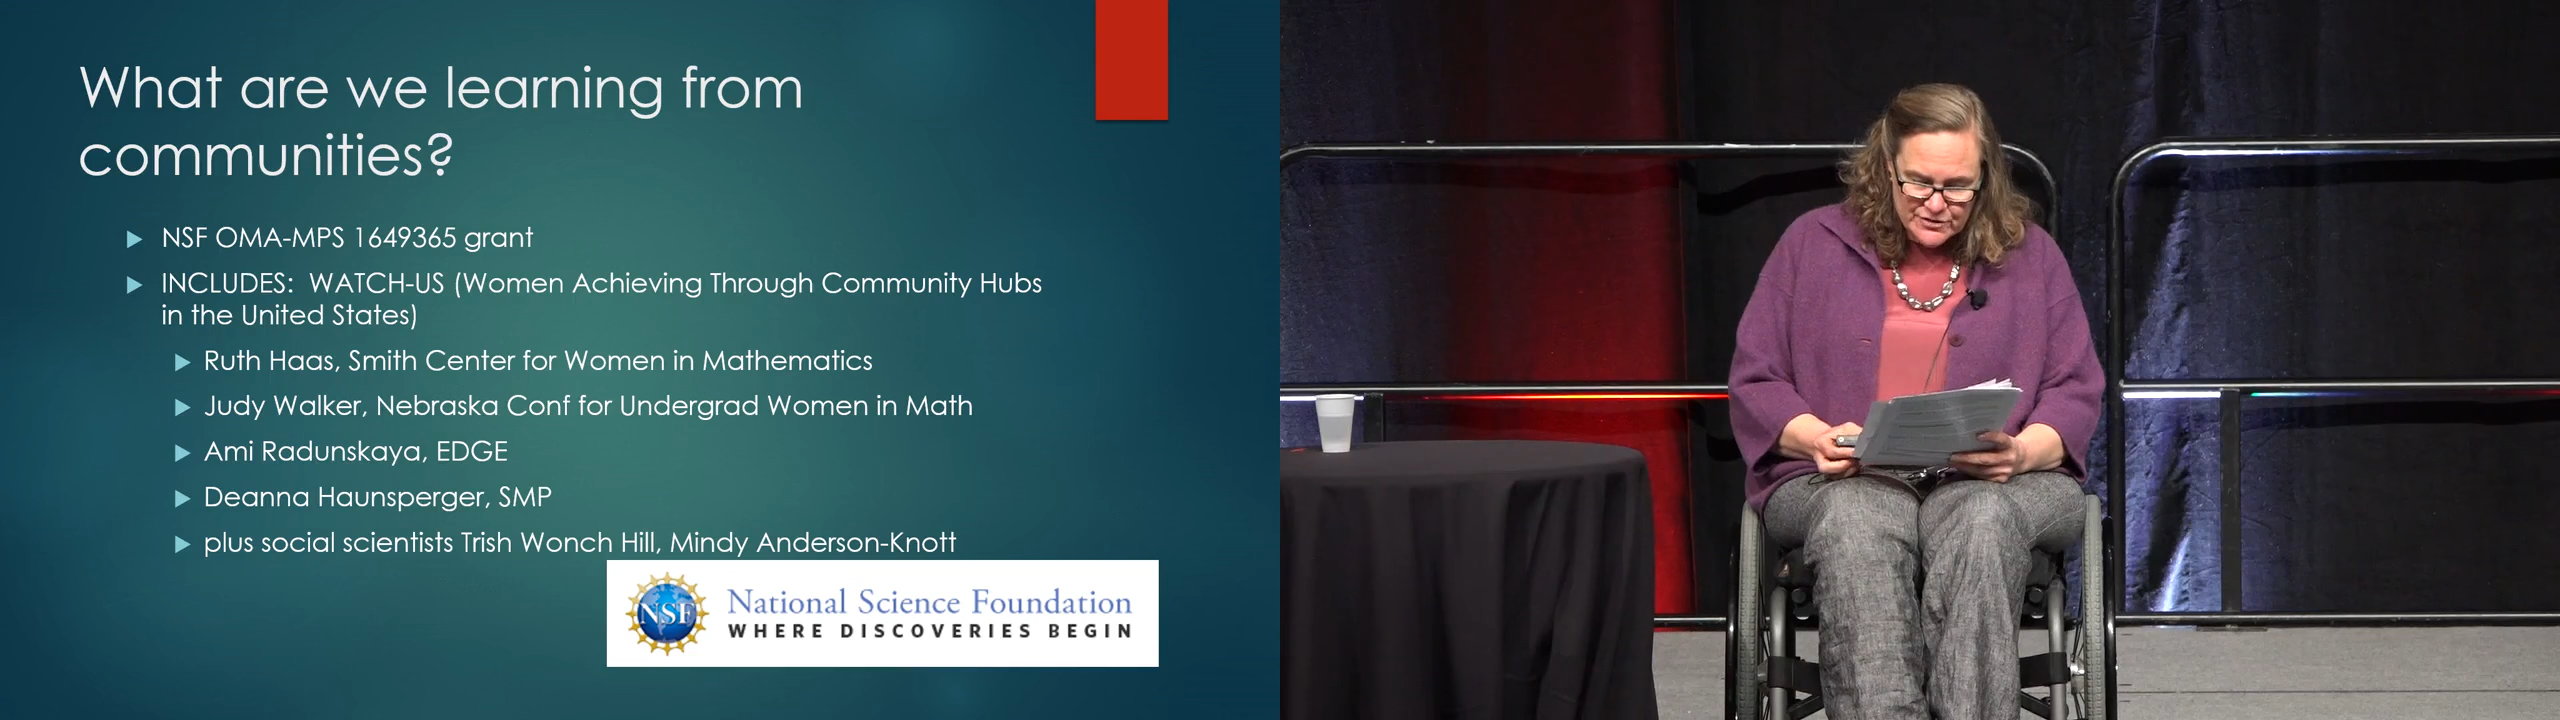 What are we learning from
communities?
NSF OMA-MPS 1649365 grant
INCLUDES:  WATCH-US (Women Achieving Through Community Hubs
in the United States)
Ruth Haas, Smith Center for Women in Mathematics
Judy Walker, Nebraska Conf for Undergrad Women in Math
Ami Radunskaya, EDGE
Deanna Haunsperger, SMP
plus social scientists Trish Wonch Hill, Mindy Anderson-Knott
NSF
National Science Foundation
WHERE DISCOVERIES BEGIN